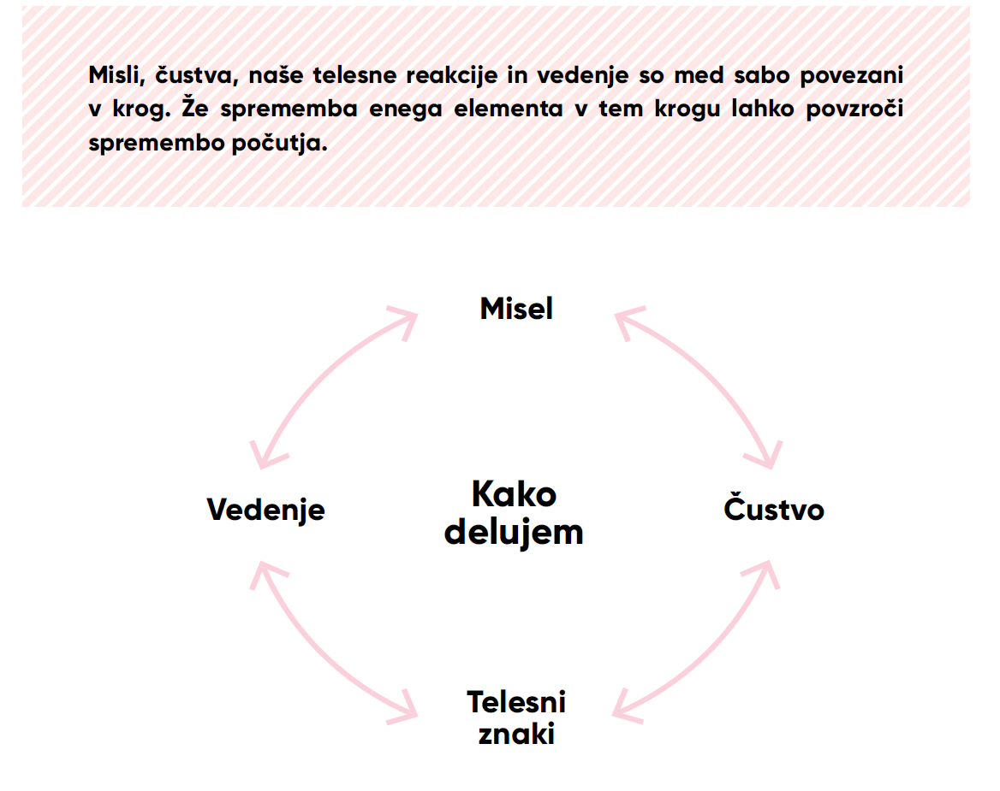 Misli, čustva, naše telesne reakcije in vedenje so med sabo povezani
v krog. Že sprememba enega elementa v tem krogu lahko povzroči
spremembo počutja.
Misel
Vedenje
Kako
delujem
Čustvo
Telesni
znaki